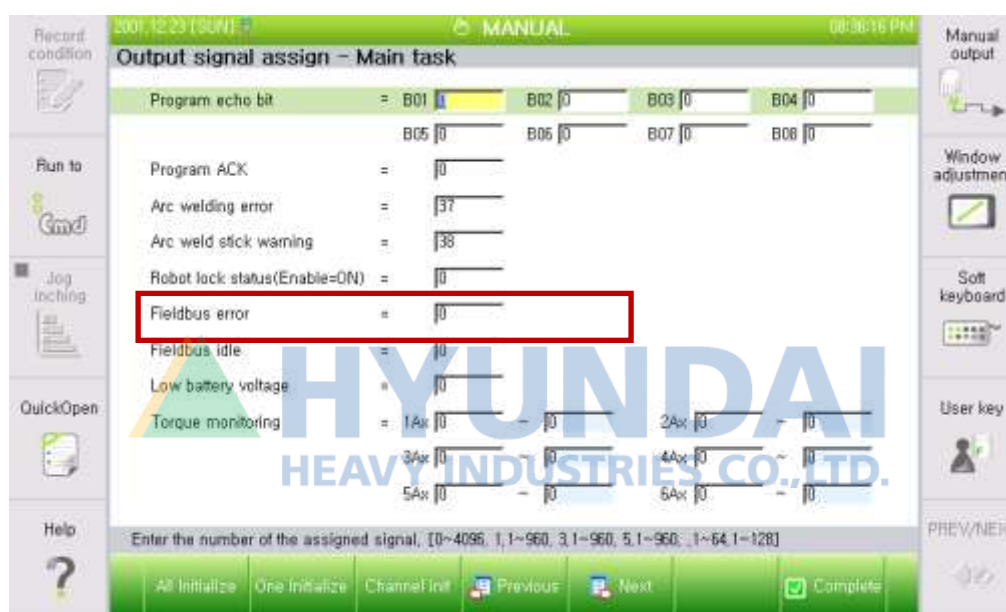 Record condition
2001.12.23 [SUN] MANUAL 08:36:16 PM
Manual output
Output signal assign - Main task
Program echo bit = B01 0 B02 0 B03 0 B04 0
B05 0 B06 0 B07 0 B08 0
Run to
Program ACK = 0
Window adjustmen
Arc welding error = 37
Cmd
Arc weld stick warning = 38
Jog inching
Robot lock status(Enable=ON) = 0
Soft keyboard
Fieldbus error = 0
Fieldbus idle = 0
HYUNDAI
Low battery voltage = 0
QuickOpen
Torque monitoring = 1Ax 0 ~ 0 2Ax 0 ~ 0
User key
3Ax 0 ~ 0 4Ax 0 ~ 0
HEAVY INDUSTRIES CO.,LTD.
5Ax 0 ~ 0 6Ax 0 ~ 0
Help
Enter the number of the assigned signal, [0~4096, 1,1~960, 3,1~960, 5,1~960, ,1~64,1~128]
PREV/NEX
All Initialize One Initialize Channel init Previous Next Complete